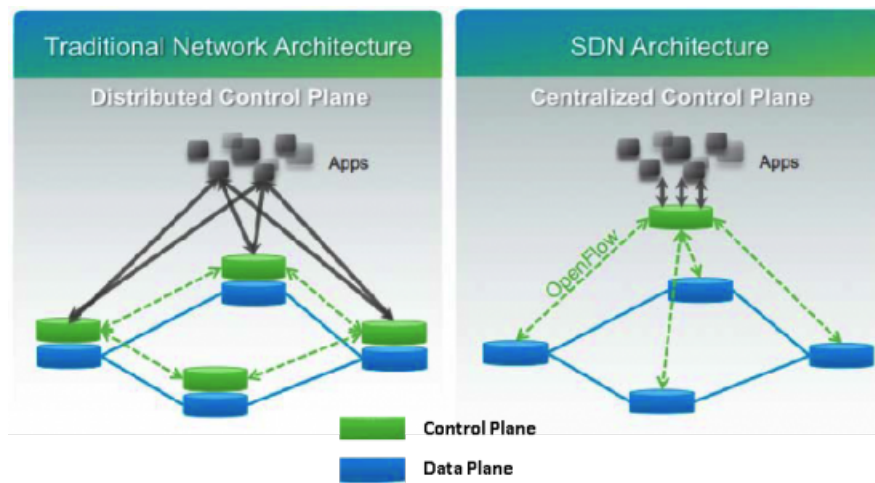 Traditional Network Architecture
Distributed Control Plane
Apps
SDN Architecture
Centralized Control Plane
Apps
OpenFlow
Control Plane
Data Plane